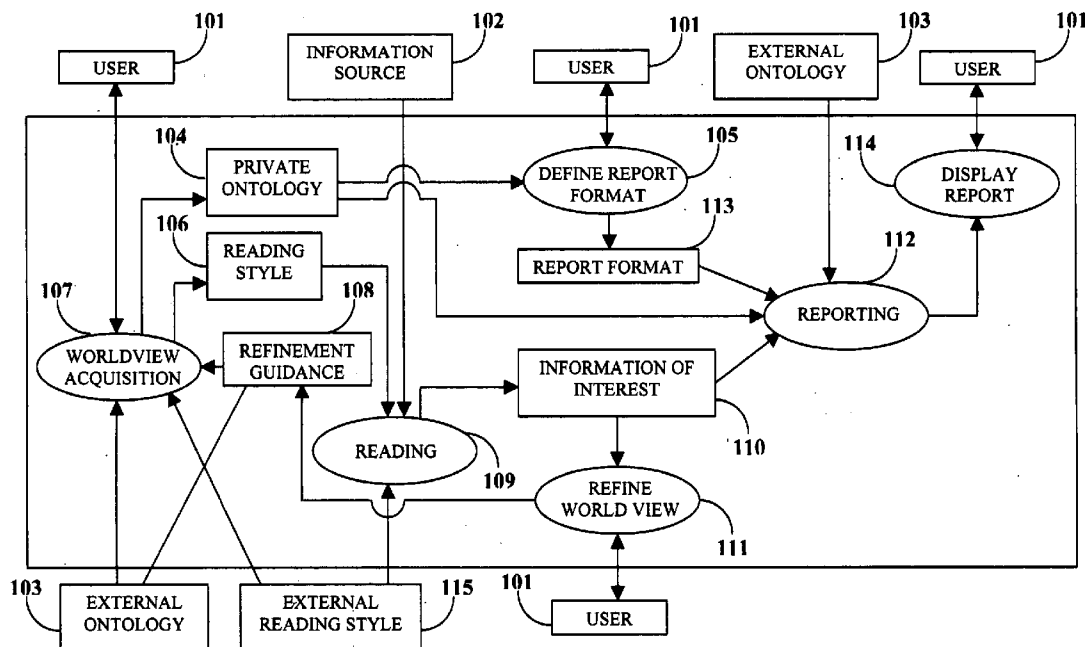 101
102
101
103
101
USER
INFORMATION
SOURCE
USER
EXTERNAL
ONTOLOGY
USER
104
PRIVATE
ONTOLOGY
105
DEFINE REPORT
FORMAT
114
DISPLAY
REPORT
106
READING
STYLE
113
REPORT FORMAT
112
REPORTING
107
WORLDVIEW
ACQUISITION
108
REFINEMENT
GUIDANCE
INFORMATION OF
INTEREST
110
READING
109
REFINE
WORLD VIEW
111
103
EXTERNAL
ONTOLOGY
EXTERNAL
READING STYLE
115
101
USER